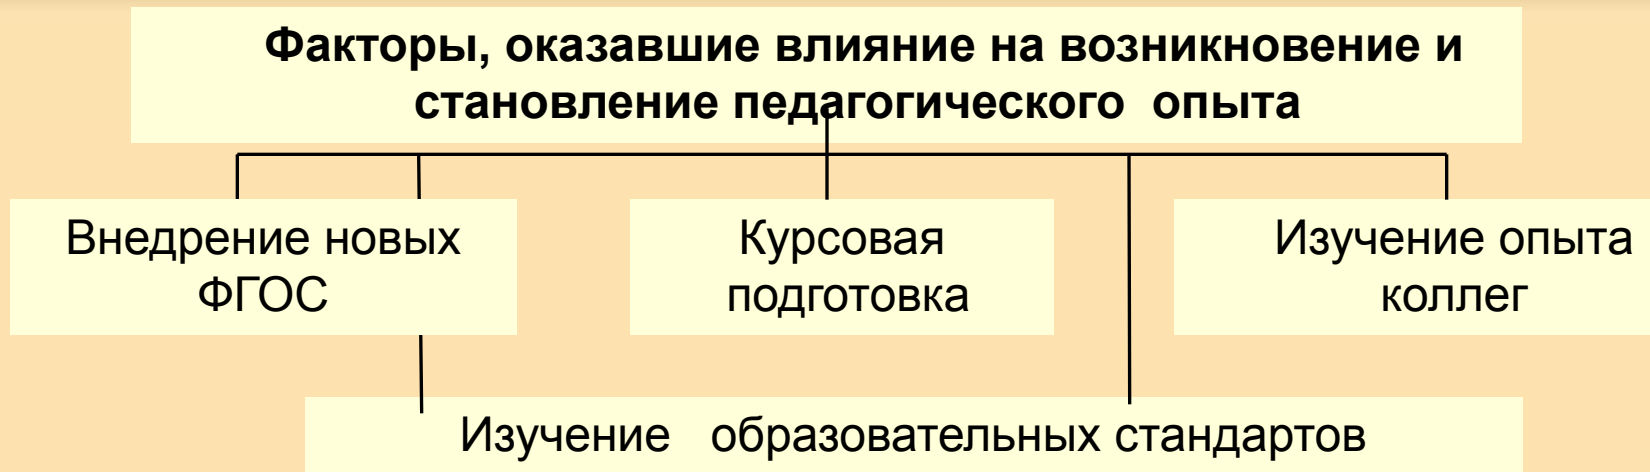 Факторы, оказавшие влияние на возникновение и
становление педагогического опыта
Внедрение новых
ФГОС
Курсовая
подготовка
Изучение опыта
коллег
Изучение образовательных стандартов